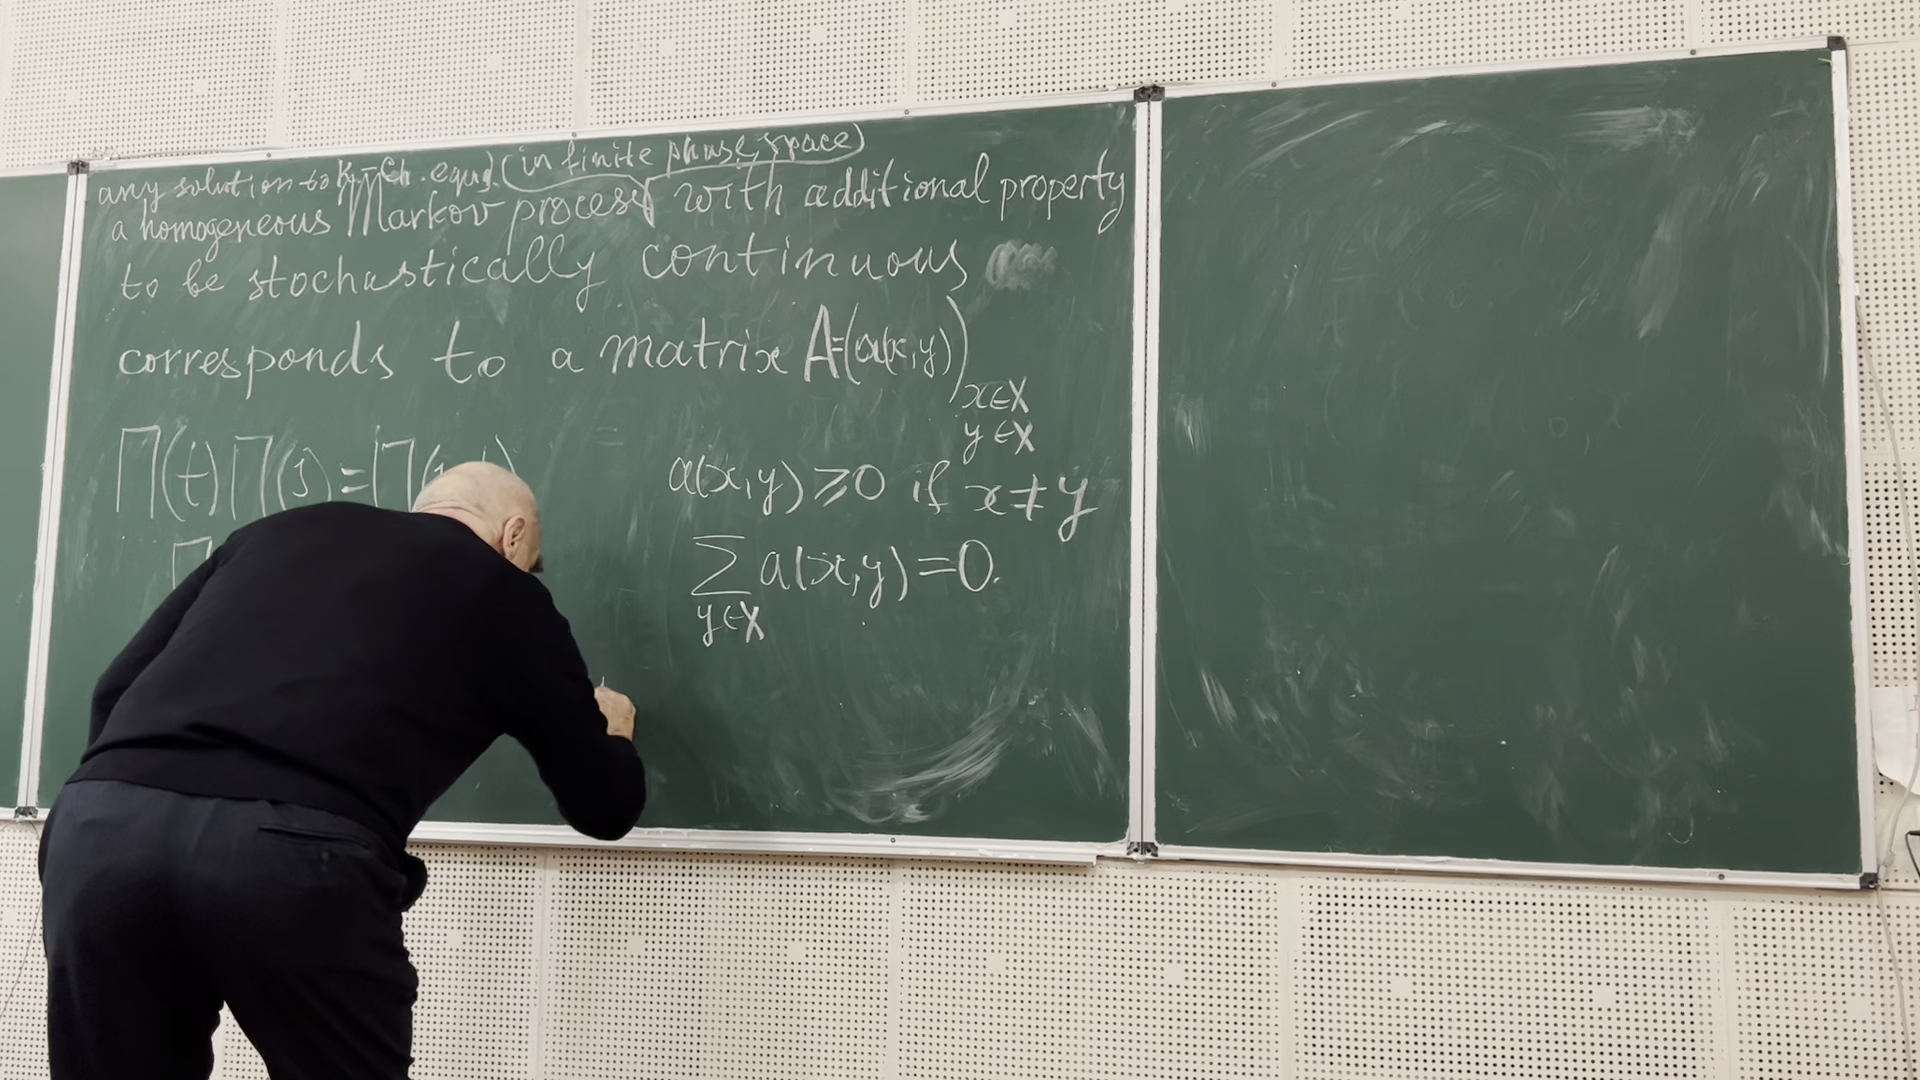 any solution to K.-Ch. equa. (in finite phase space)
a homogeneous Markov process with additional property
to be stochastically continuous
corresponds to a matrix A=(a(x,y))
x∈X
y∈X
∏(t)∏(s)=∏(
a(x,y)⩾0 if x≠y
∏
∑ a(x,y)=0.
y∈X